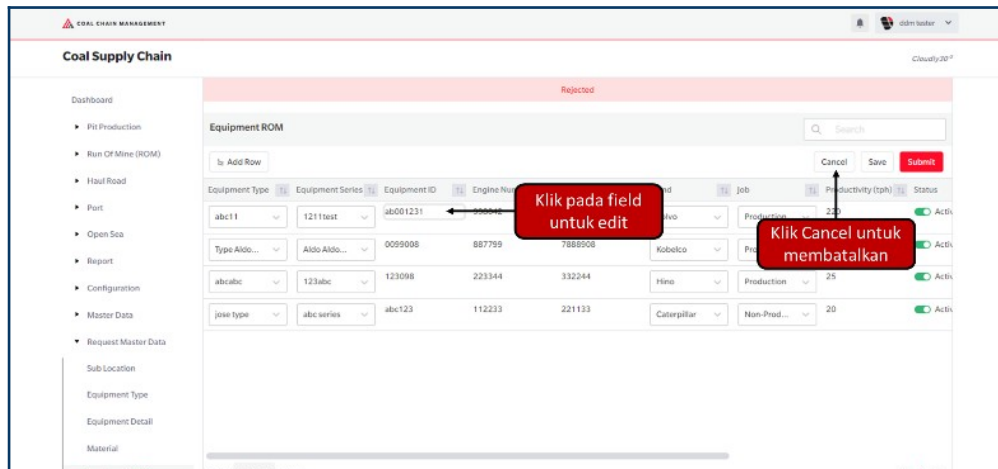 COAL CHAIN MANAGEMENT
ddm tester
Coal Supply Chain
Cloudly30°
Dashboard
Rejected
Pit Production
Equipment ROM
Search
Run Of Mine (ROM)
Add Row
Cancel Save Submit
Haul Road
Equipment Type Equipment Series Equipment ID Engine Job Productivity (tph) Status
Port
Klik pada field
untuk edit
abc11 1211test ab001231 Production 220
Open Sea
Klik Cancel untuk
membatalkan
Type Aldo... Aldo Aldo... 0099008 887799 7888908 Kobelco
Report
abcabc 123abc 123098 223344 332244 Hino Production 25
Configuration
Master Data
jose type abc series abc123 112233 221133 Caterpillar Non-Prod... 20
Request Master Data
Sub Location
Equipment Type
Equipment Detail
Material